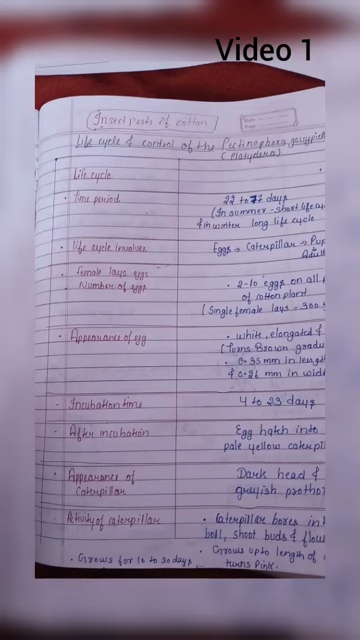 Video 1
Insect pests of cotton
Life cycle & control of the Pectinophora gossypiell
(Platydera)
Life cycle
• Time period
22 to 71 days
(In summer - short life cy
& in winter long life cycle
• Life cycle involves
Eggs → Caterpillar → Pup
Adult
• Female lays eggs
Number of eggs
• 2-10 eggs on all p
of cotton plant
(Single female lays = 300
• Appearance of egg
• white, elongated &
(Turns Brown gradu
• 0.35 mm in length
& 0.26 mm in widt
• Incubation time
4 to 23 days
• After incubation
Egg hatch into
pale yellow caterpil
• Appearance of
caterpillar
Dark head &
greyish prothor
• Activity of caterpillar
• Caterpillar bores in
boll, shoot buds & flow
• Grows for 10 to 30 days
• Grows upto length of
turns Pink.